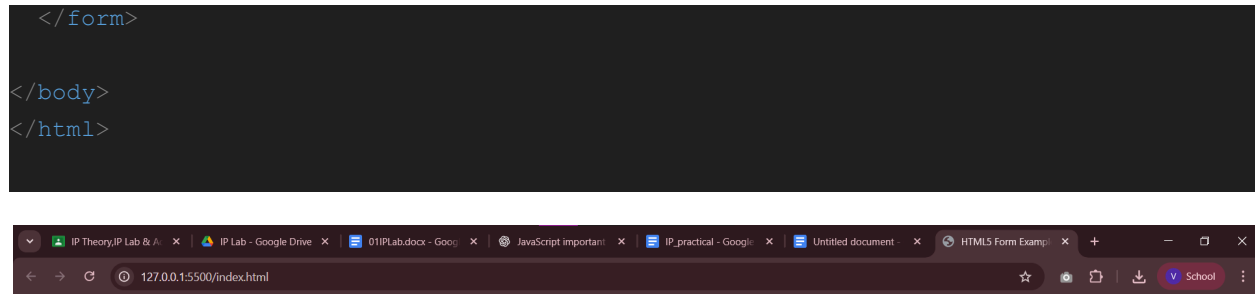 </form>
</body>
</html>
IP Theory,IP Lab & A IP Lab - Google Drive 01IPLab.docx - Goog JavaScript important IP_practical - Google Untitled document - HTML5 Form Exampl
127.0.0.1:5500/index.html V School